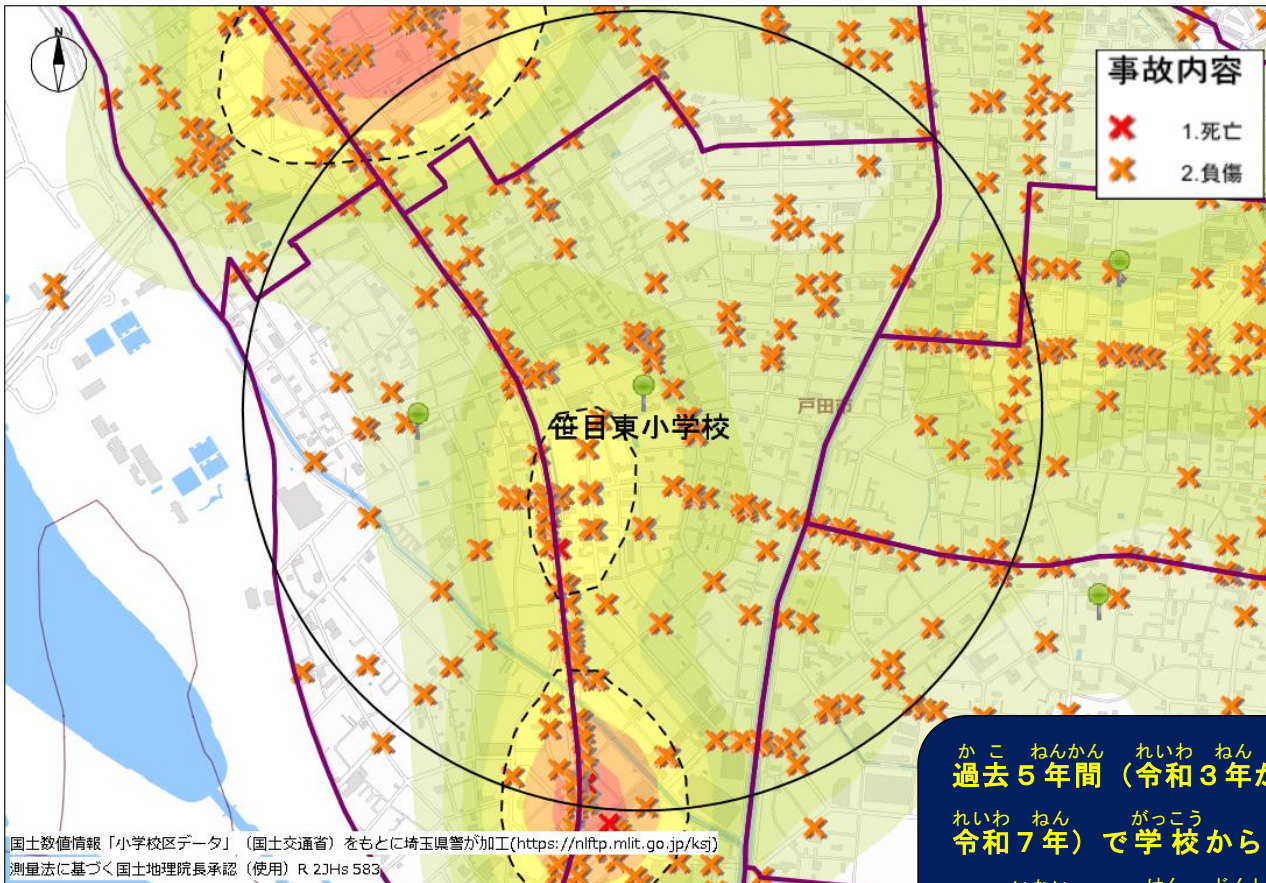 N
事故内容
1.死亡
2.負傷
戸田市
笹目東小学校
過去5年間（令和3年か
かこ ねんかん れいわ ねん
令和7年）で学校から
れいわ ねん がっこう
国土数値情報「小学校区データ」（国土交通省）をもとに埼玉県警が加工(https://nlftp.mlit.go.jp/ksj)
測量法に基づく国土地理院長承認（使用）R 2JHs 583